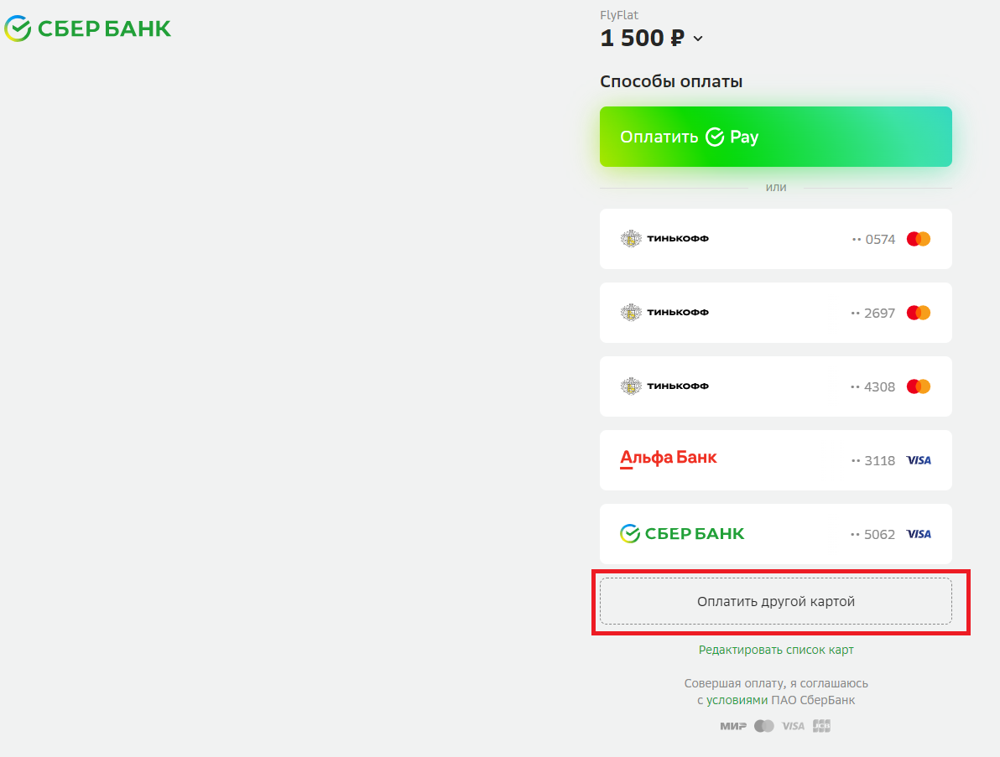 СБЕР БАНК
FlyFlat
1 500 ₽
Способы оплаты
Оплатить Pay
или
ТИНЬКОФФ •• 0574
ТИНЬКОФФ •• 2697
ТИНЬКОФФ •• 4308
Альфа Банк •• 3118 VISA
СБЕР БАНК •• 5062 VISA
Оплатить другой картой
Редактировать список карт
Совершая оплату, я соглашаюсь
с условиями ПАО СберБанк
МИР VISA JCB